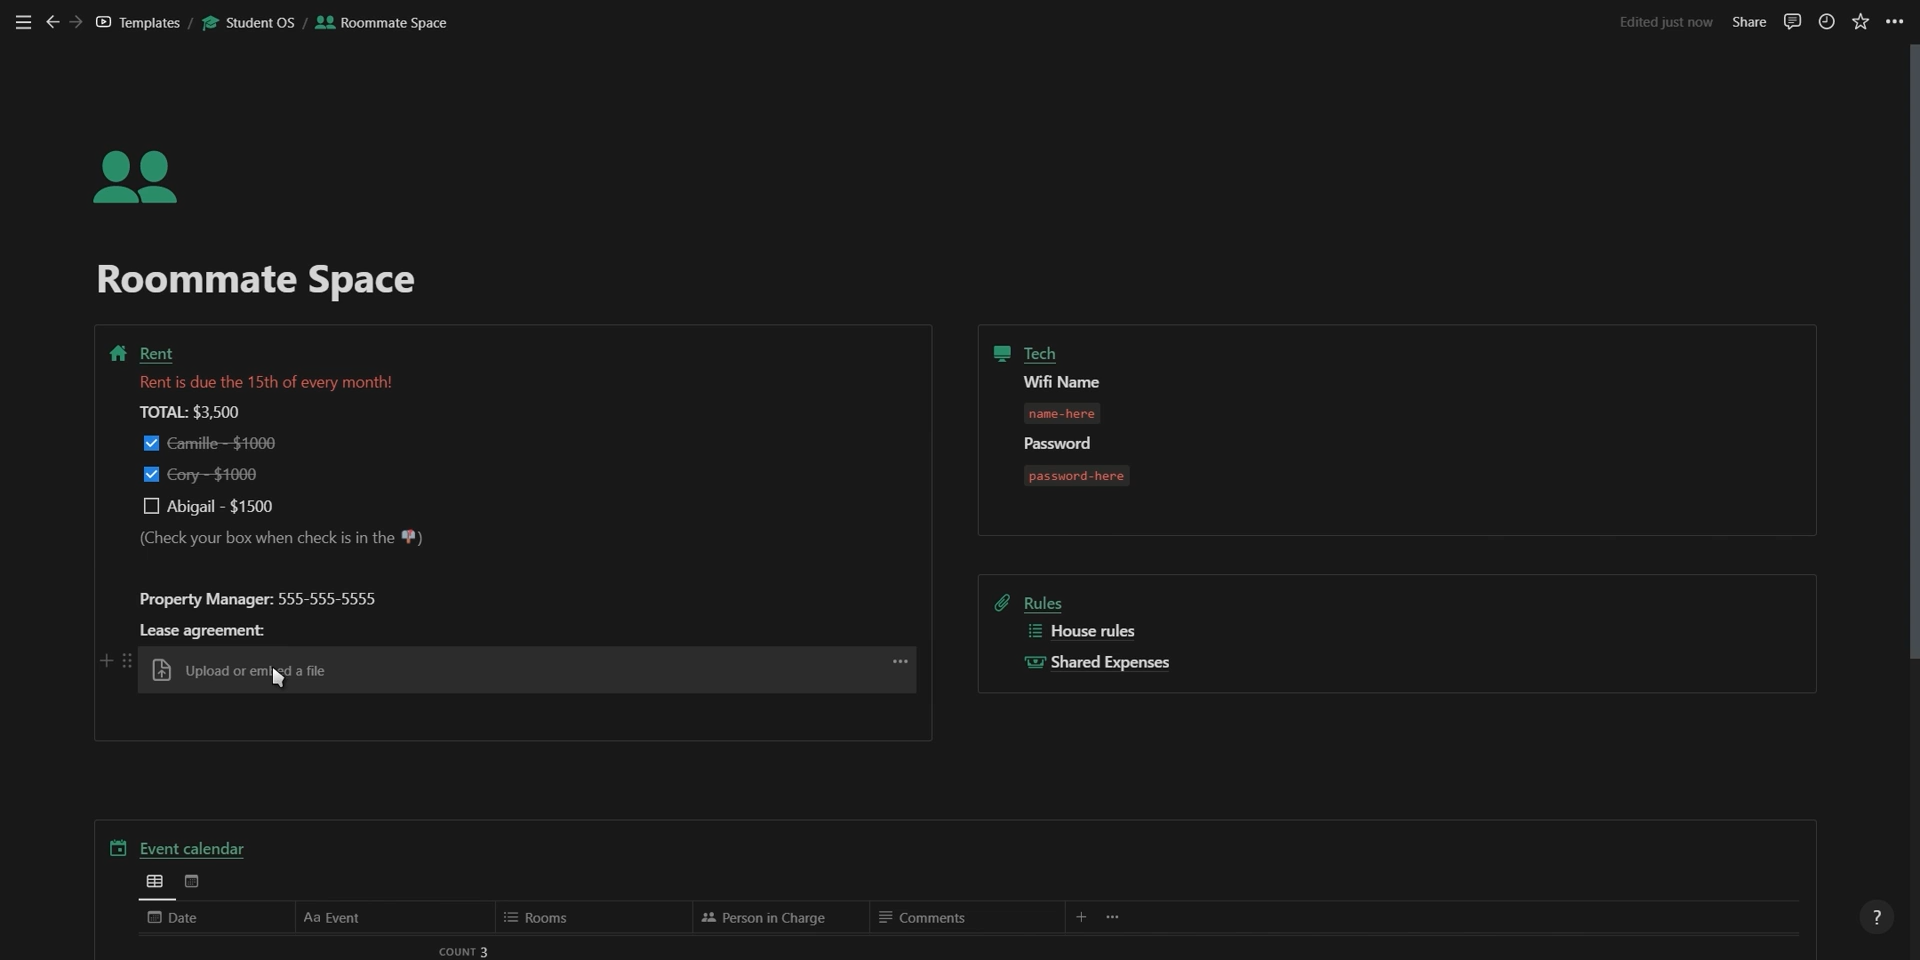 Templates / Student OS / Roommate Space
Edited just now Share
Roommate Space
Rent
Rent is due the 15th of every month!
TOTAL: $3,500
Camille - $1000
Cory - $1000
Abigail - $1500
(Check your box when check is in the 📬)
Property Manager: 555-555-5555
Lease agreement:
Upload or embed a file
Tech
Wifi Name
name-here
Password
password-here
Rules
House rules
Shared Expenses
Event calendar
Date Aa Event Rooms Person in Charge Comments
COUNT 3
?